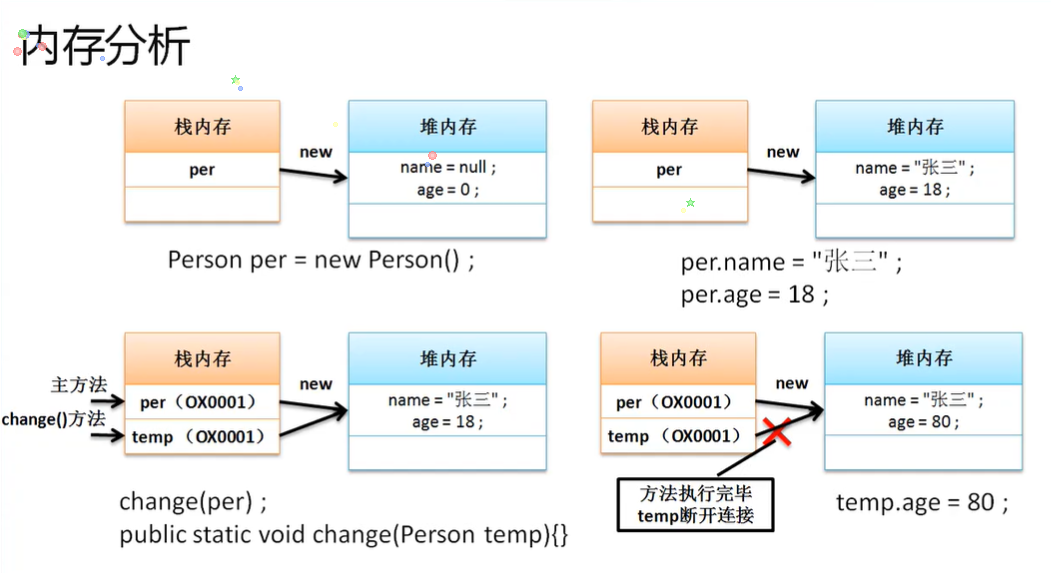 内存分析
栈内存
per
new
堆内存
name = null ;
age = 0 ;
Person per = new Person() ;
栈内存
per
new
堆内存
name = "张三" ;
age = 18 ;
per.name = "张三" ;
per.age = 18 ;
主方法
change()方法
栈内存
per（OX0001）
temp （OX0001）
new
堆内存
name = "张三" ;
age = 18 ;
change(per) ;
public static void change(Person temp){}
栈内存
per（OX0001）
temp （OX0001）
new
堆内存
name = "张三" ;
age = 80 ;
方法执行完毕
temp断开连接
temp.age = 80 ;